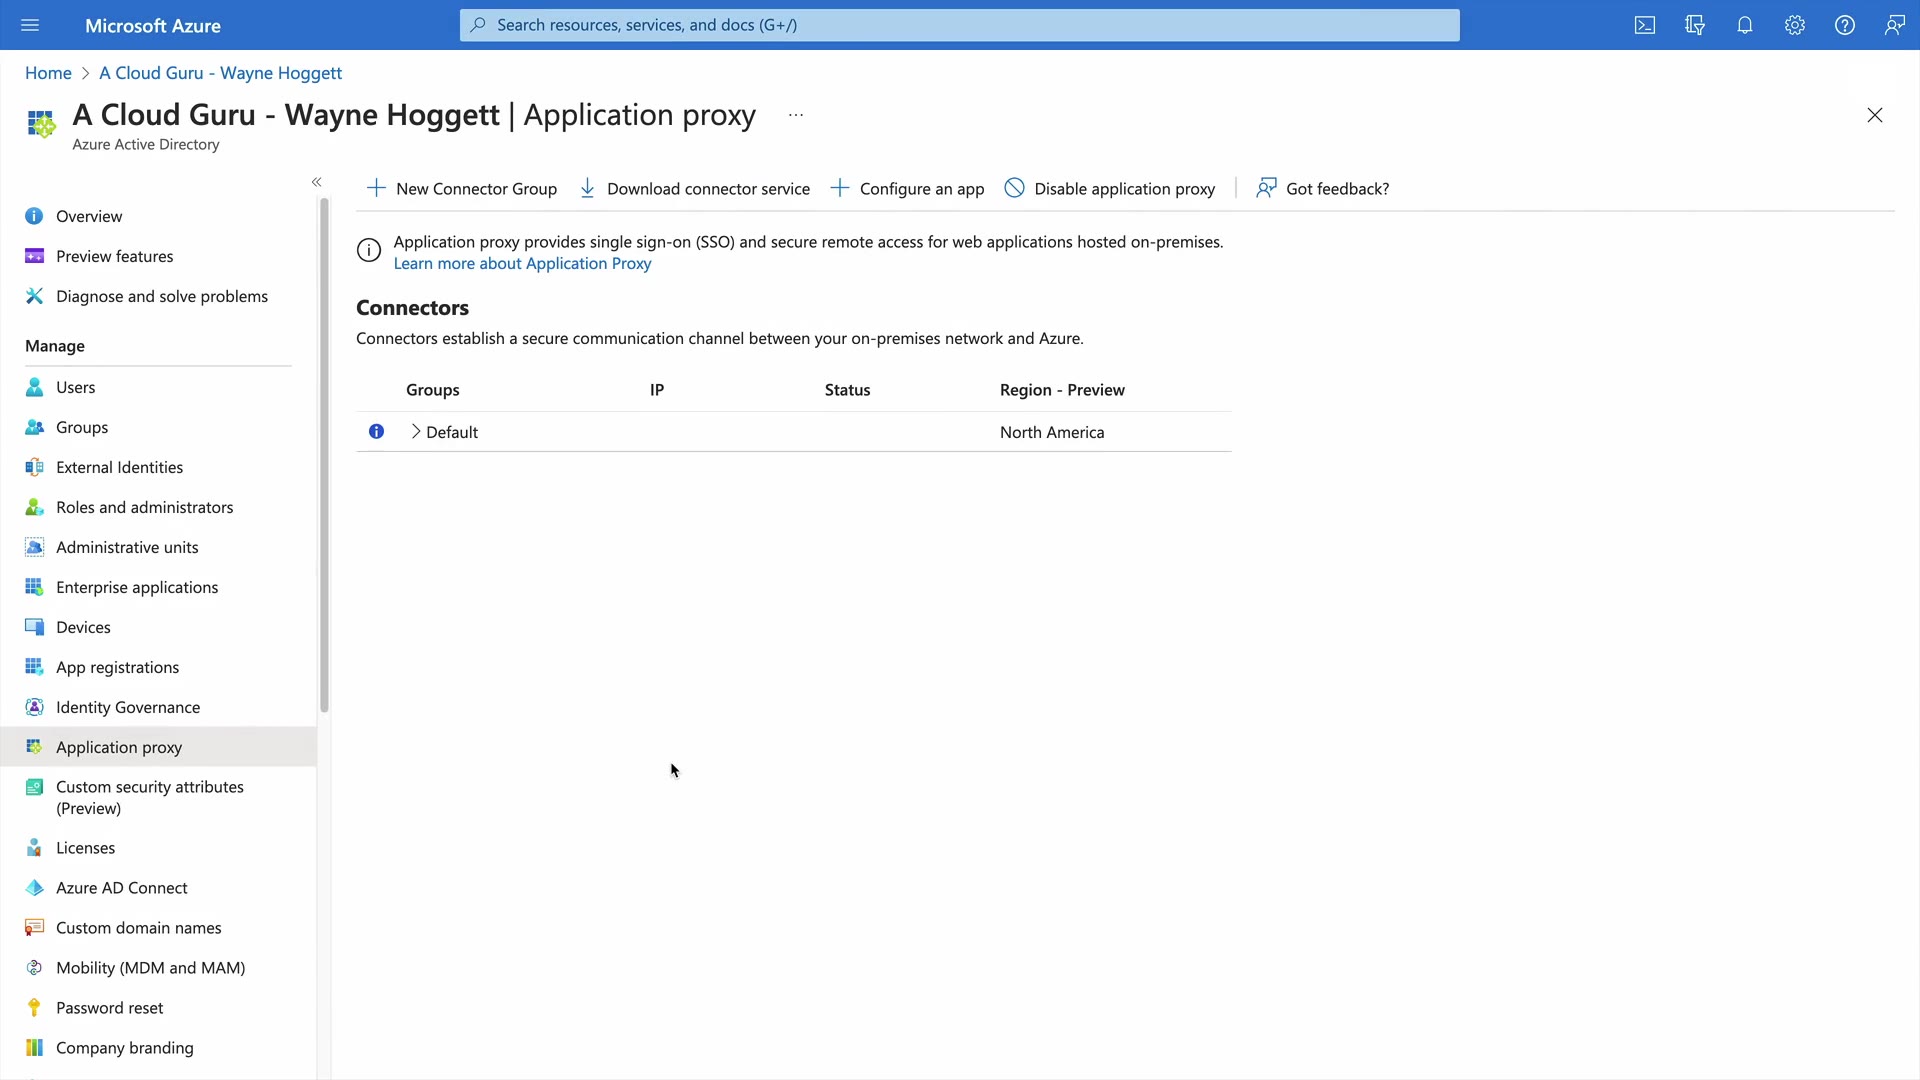 Microsoft Azure
Search resources, services, and docs (G+/)
Home > A Cloud Guru - Wayne Hoggett
A Cloud Guru - Wayne Hoggett | Application proxy ...
Azure Active Directory
«
New Connector Group
Download connector service
Configure an app
Disable application proxy
Got feedback?
Overview
Preview features
Diagnose and solve problems
Manage
Users
Groups
External Identities
Roles and administrators
Administrative units
Enterprise applications
Devices
App registrations
Identity Governance
Application proxy
Custom security attributes
(Preview)
Licenses
Azure AD Connect
Custom domain names
Mobility (MDM and MAM)
Password reset
Company branding
Application proxy provides single sign-on (SSO) and secure remote access for web applications hosted on-premises.
Learn more about Application Proxy
Connectors
Connectors establish a secure communication channel between your on-premises network and Azure.
Groups IP Status Region - Preview
Default North America